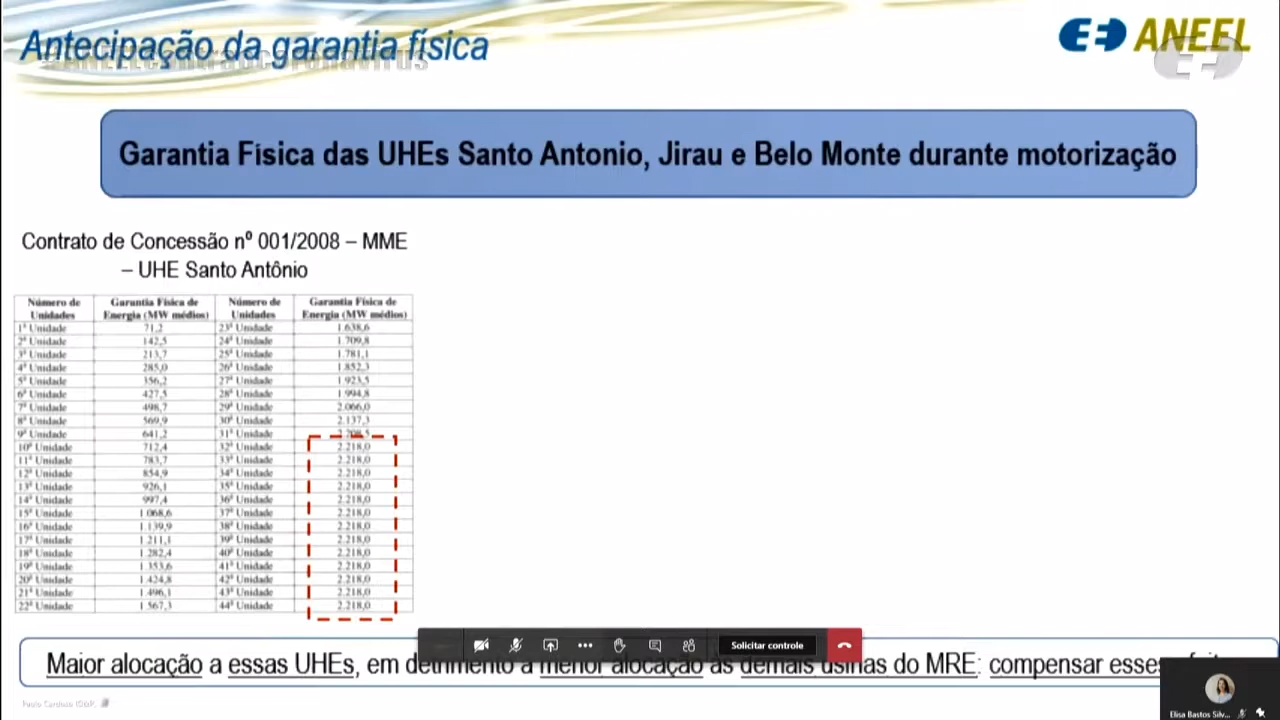 Antecipação da garantia física
ANEEL
Garantia Física das UHEs Santo Antonio, Jirau e Belo Monte durante motorização
Contrato de Concessão nº 001/2008 – MME
– UHE Santo Antônio
Número de Unidades Garantia Física de Energia (MW médios) Número de Unidades Garantia Física de Energia (MW médios)
1ª Unidade 71,2 23ª Unidade 1.638,6
2ª Unidade 142,5 24ª Unidade 1.709,8
3ª Unidade 213,7 25ª Unidade 1.781,1
4ª Unidade 285,0 26ª Unidade 1.852,3
5ª Unidade 356,2 27ª Unidade 1.923,5
6ª Unidade 427,5 28ª Unidade 1.994,8
7ª Unidade 498,7 29ª Unidade 2.066,0
8ª Unidade 569,9 30ª Unidade 2.137,3
9ª Unidade 641,2 31ª Unidade
10ª Unidade 712,4 32ª Unidade 2.218,0
11ª Unidade 783,7 33ª Unidade 2.218,0
12ª Unidade 854,9 34ª Unidade 2.218,0
13ª Unidade 926,1 35ª Unidade 2.218,0
14ª Unidade 997,4 36ª Unidade 2.218,0
15ª Unidade 1.068,6 37ª Unidade 2.218,0
16ª Unidade 1.139,9 38ª Unidade 2.218,0
17ª Unidade 1.211,1 39ª Unidade 2.218,0
18ª Unidade 1.282,4 40ª Unidade 2.218,0
19ª Unidade 1.353,6 41ª Unidade 2.218,0
20ª Unidade 1.424,8 42ª Unidade 2.218,0
21ª Unidade 1.496,1 43ª Unidade 2.218,0
22ª Unidade 1.567,3 44ª Unidade 2.218,0
Solicitar controle
Maior alocação a essas UHEs, em detrimento a menor alocação às demais usinas do MRE: compensar esses
Elisa Bastos Silv...